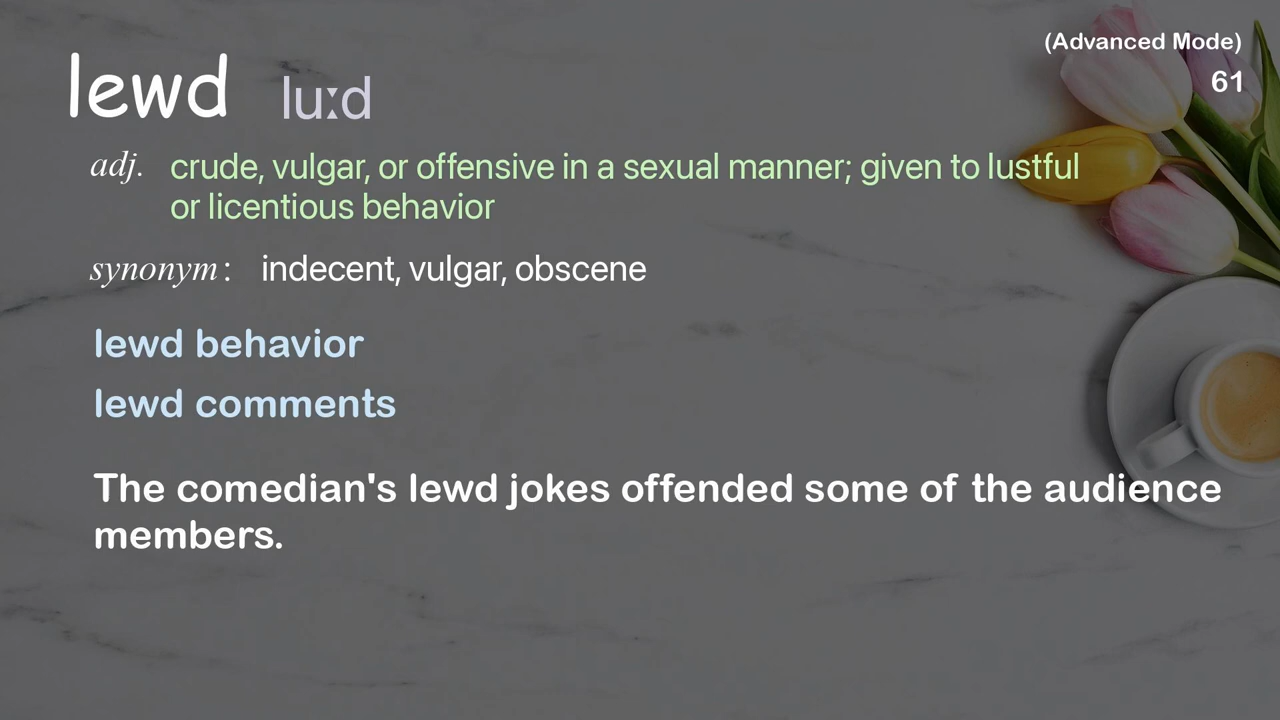 (Advanced Mode)
61
lewd luːd
adj. crude, vulgar, or offensive in a sexual manner; given to lustful
or licentious behavior
synonym: indecent, vulgar, obscene
lewd behavior
lewd comments
The comedian's lewd jokes offended some of the audience
members.